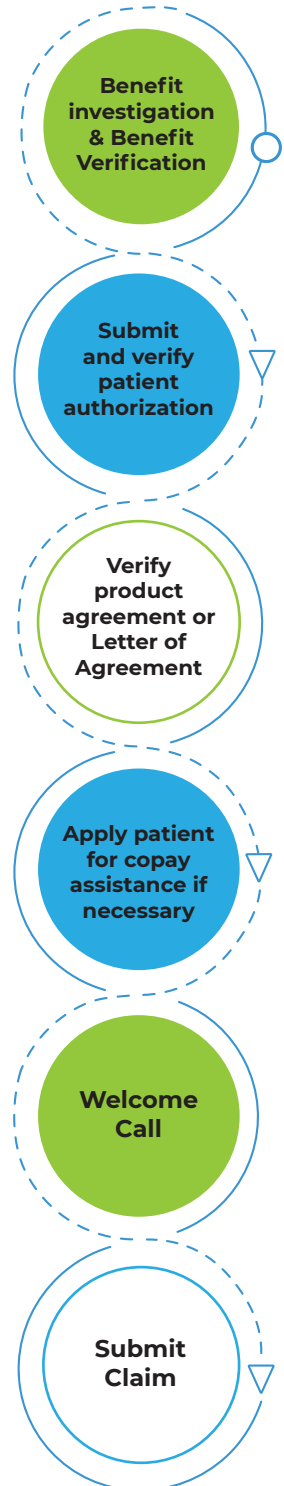 Benefit
investigation
& Benefit
Verification
Submit
and verify
patient
authorization
Verify
product
agreement or
Letter of
Agreement
Apply patient
for copay
assistance if
necessary
Welcome
Call
Submit
Claim